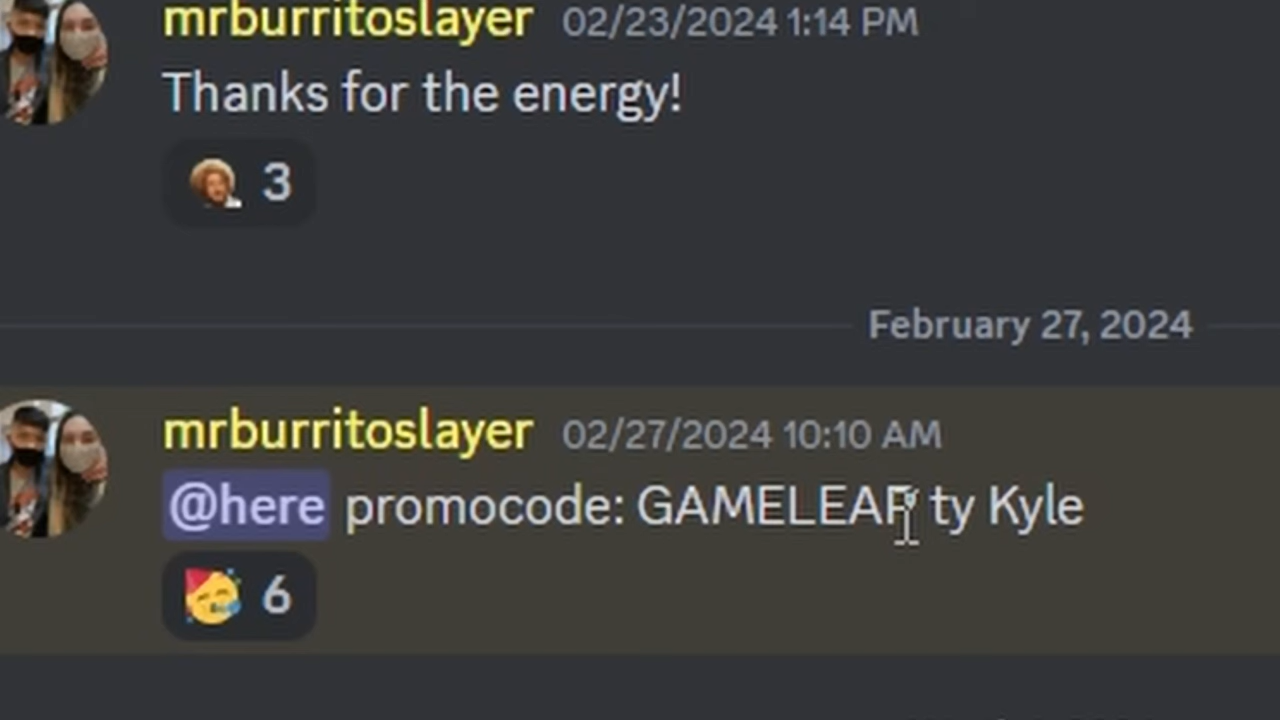 mrburritoslayer 02/23/2024 1:14 PM
Thanks for the energy!
3
February 27, 2024
mrburritoslayer 02/27/2024 10:10 AM
@here promocode: GAMELEAP ty Kyle
6